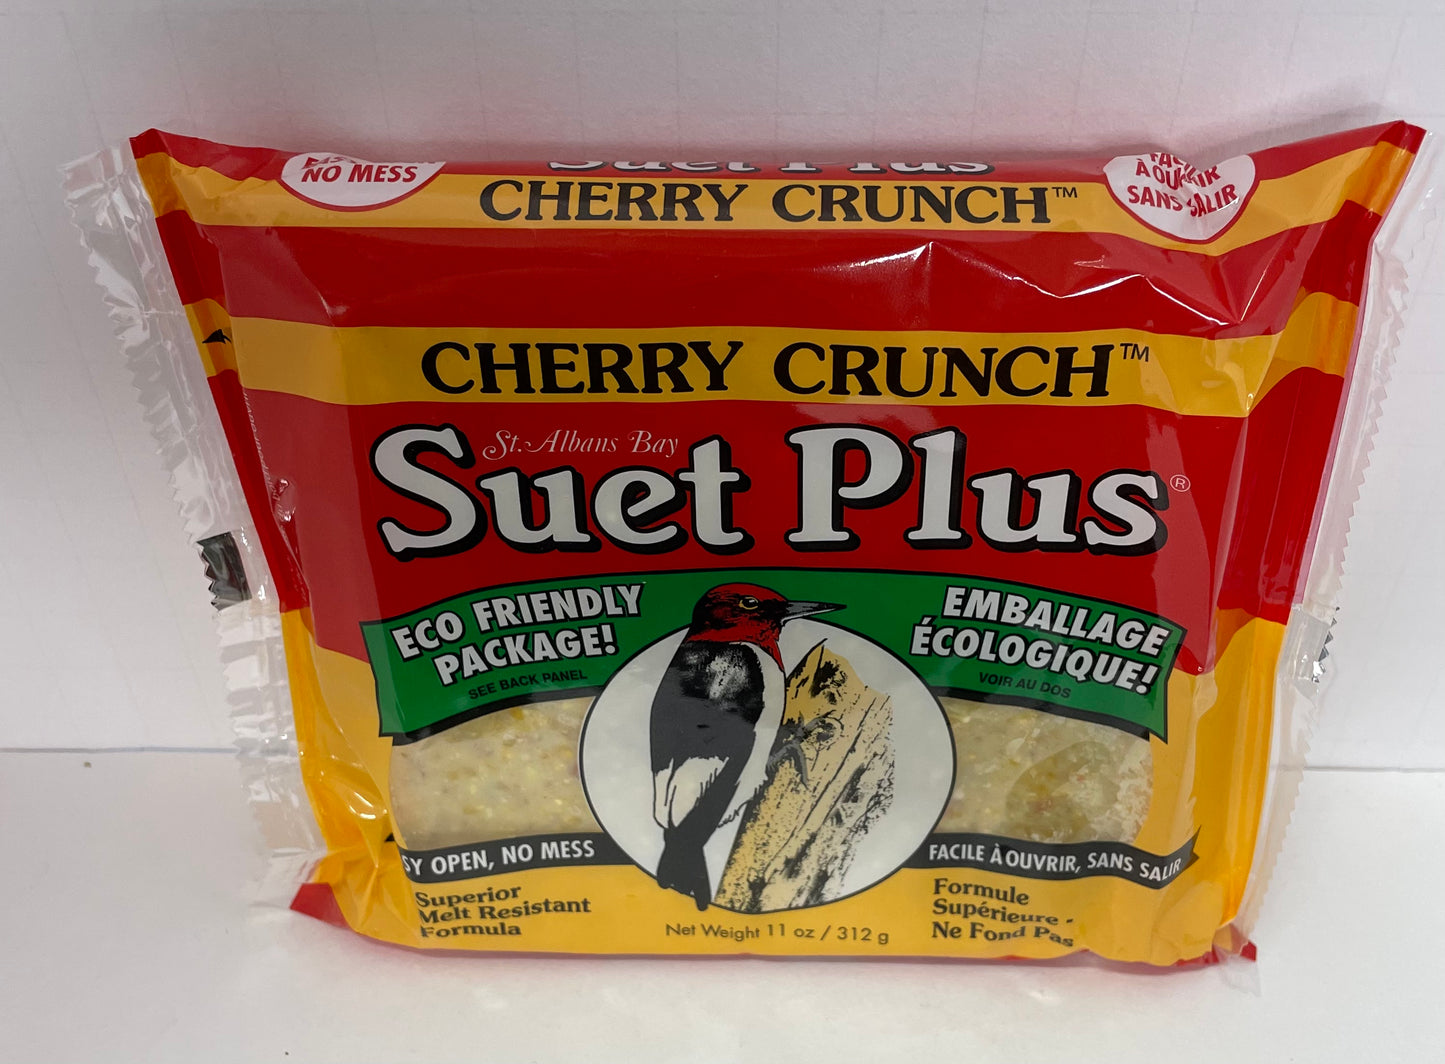 NO MESS
Suet Plus
CHERRY CRUNCH™
À OUVRIR
SANS SALIR
CHERRY CRUNCH™
St. Albans Bay
Suet Plus®
ECO FRIENDLY
PACKAGE!
SEE BACK PANEL
EMBALLAGE
ÉCOLOGIQUE!
VOIR AU DOS
SY OPEN, NO MESS
FACILE À OUVRIR, SANS SALIR
Superior
Melt Resistant
Formula
Net Weight 11 oz / 312 g
Formule
Supérieure -
Ne Fond Pas